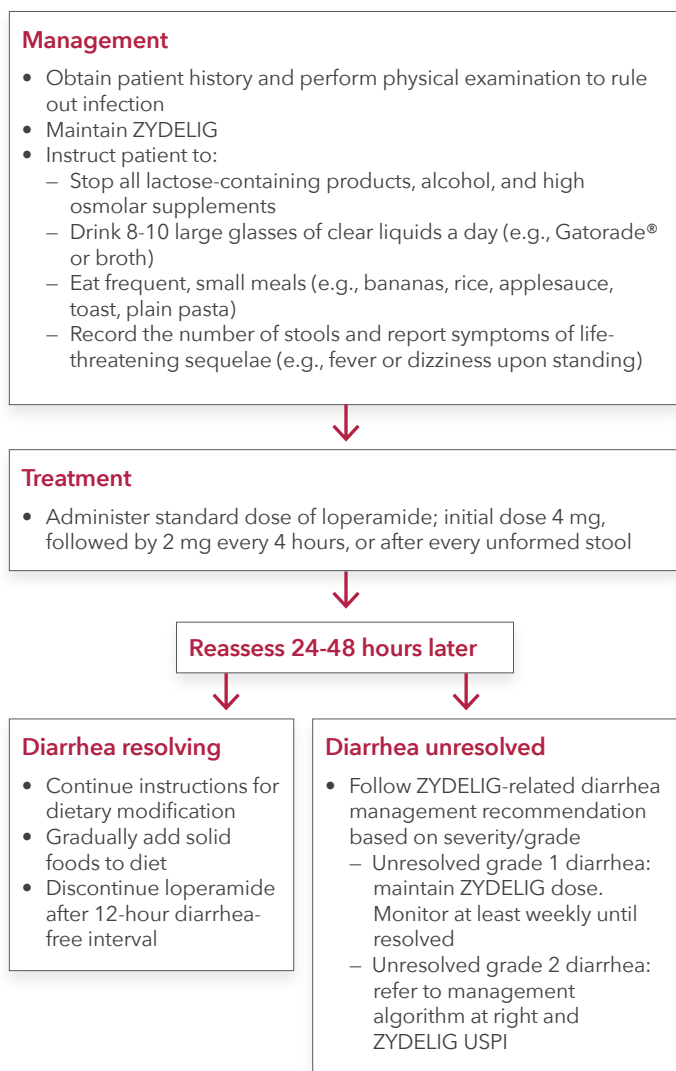 Management
• Obtain patient history and perform physical examination to rule
out infection
• Maintain ZYDELIG
• Instruct patient to:
– Stop all lactose-containing products, alcohol, and high
osmolar supplements
– Drink 8-10 large glasses of clear liquids a day (e.g., Gatorade®
or broth)
– Eat frequent, small meals (e.g., bananas, rice, applesauce,
toast, plain pasta)
– Record the number of stools and report symptoms of life-
threatening sequelae (e.g., fever or dizziness upon standing)
Treatment
• Administer standard dose of loperamide; initial dose 4 mg,
followed by 2 mg every 4 hours, or after every unformed stool
Reassess 24-48 hours later
Diarrhea resolving
• Continue instructions for
dietary modification
• Gradually add solid
foods to diet
• Discontinue loperamide
after 12-hour diarrhea-
free interval
Diarrhea unresolved
• Follow ZYDELIG-related diarrhea
management recommendation
based on severity/grade
– Unresolved grade 1 diarrhea:
maintain ZYDELIG dose.
Monitor at least weekly until
resolved
– Unresolved grade 2 diarrhea:
refer to management
algorithm at right and
ZYDELIG USPI